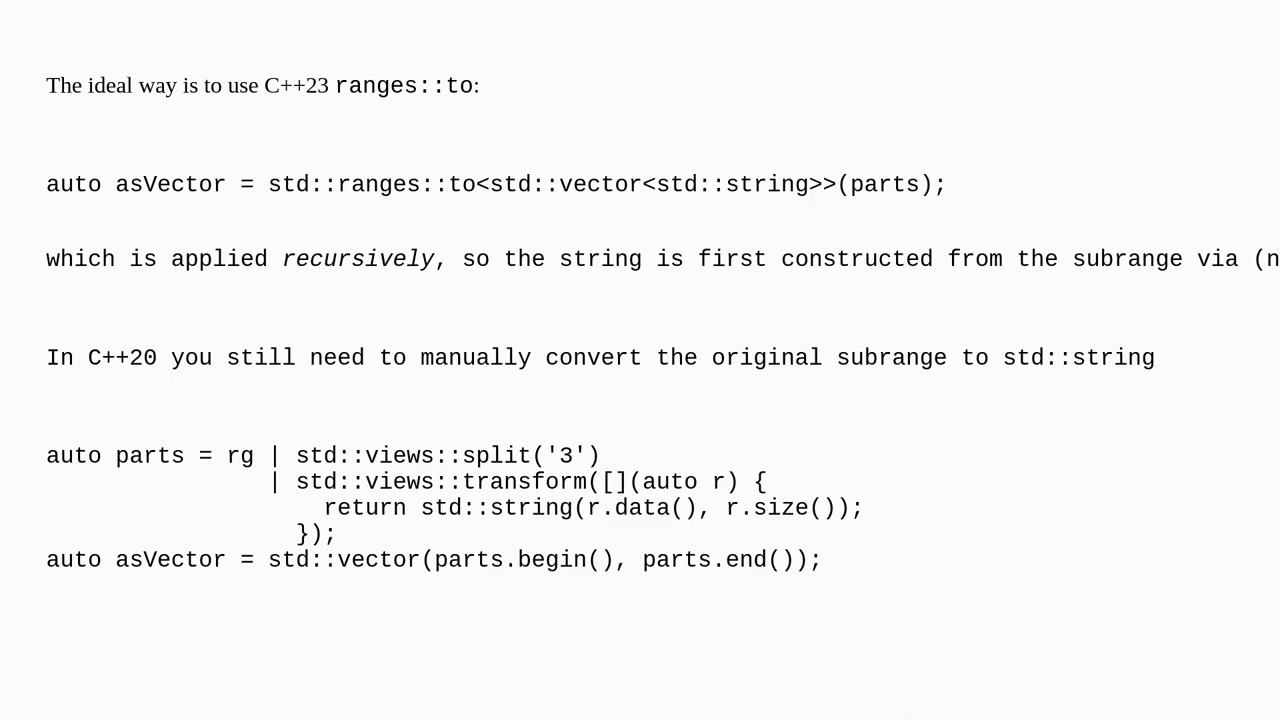 The ideal way is to use C++23 ranges::to:
auto asVector = std::ranges::to<std::vector<std::string>>(parts);
which is applied recursively, so the string is first constructed from the subrange via (n
In C++20 you still need to manually convert the original subrange to std::string
auto parts = rg | std::views::split('3')
                | std::views::transform([](auto r) {
                    return std::string(r.data(), r.size());
                  });
auto asVector = std::vector(parts.begin(), parts.end());